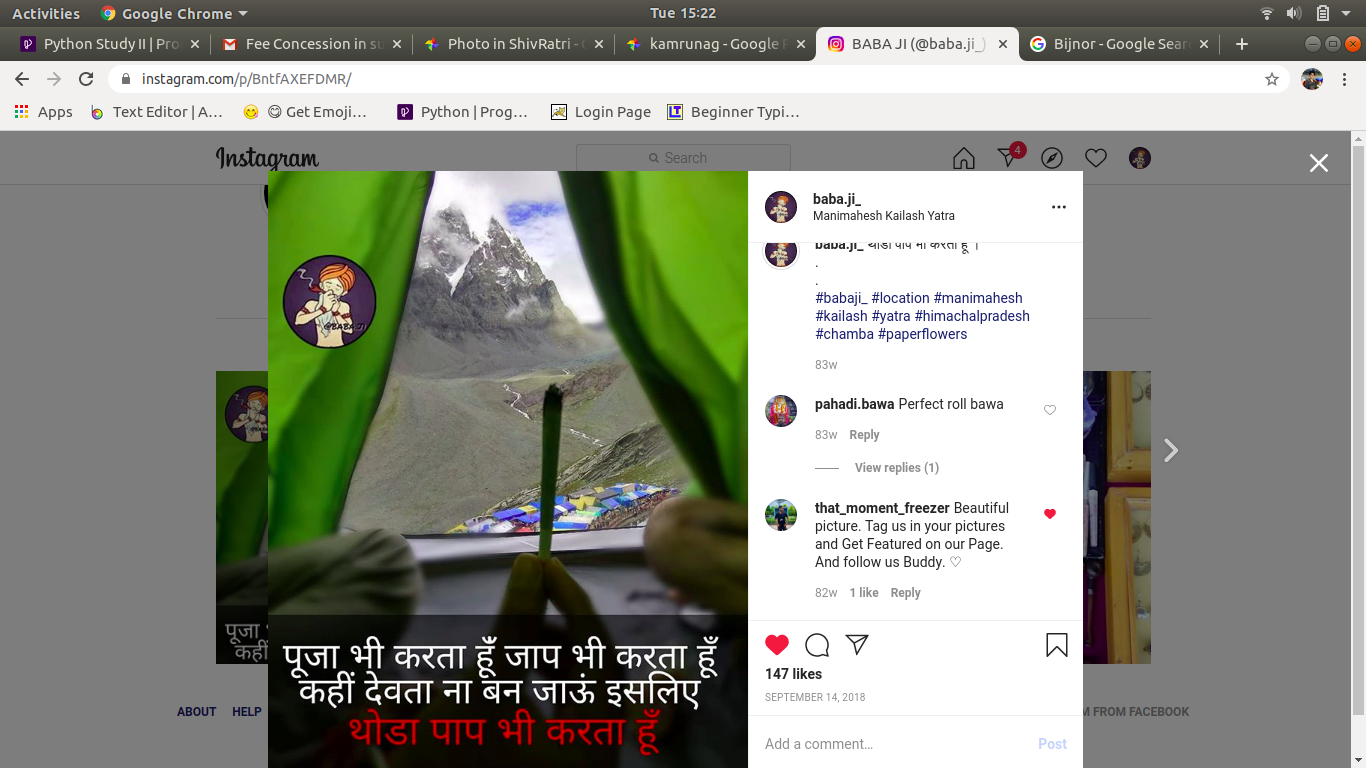 Activities Google Chrome Tue 15:22
Python Study II | Pro
Fee Concession in su
Photo in ShivRatri - G
kamrunag - Google P
BABA JI (@baba.ji_)
Bijnor - Google Sear
instagram.com/p/BntfAXEFDMR/
Apps Text Editor | A... Get Emoji... Python | Prog... Login Page Beginner Typi...
Instagram Search 4
@BABA.JI
पूजा भी करता हूँ जाप भी करता हूँ
कहीं देवता ना बन जाऊं इसलिए
थोडा पाप भी करता हूँ
baba.ji_
Manimahesh Kailash Yatra
baba.ji_ थोडा पाप भी करता हूँ ।
.
.
#babaji_ #location #manimahesh
#kailash #yatra #himachalpradesh
#chamba #paperflowers
83w
pahadi.bawa Perfect roll bawa
83w Reply
View replies (1)
that_moment_freezer Beautiful
picture. Tag us in your pictures
and Get Featured on our Page.
And follow us Buddy. ♡
82w 1 like Reply
147 likes
SEPTEMBER 14, 2018
Add a comment... Post
पूजा
कहीं
ABOUT HELP
M FROM FACEBOOK